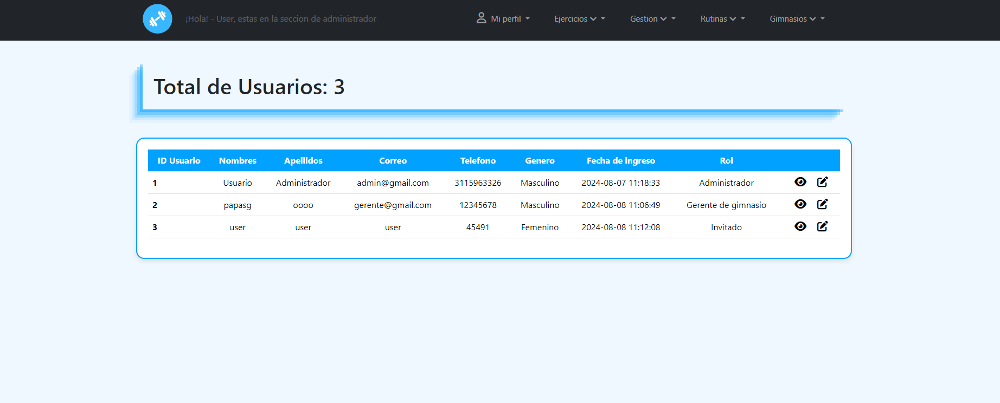 ¡Hola! - User, estas en la seccion de administrador Mi perfil Ejercicios Gestion Rutinas Gimnasios
Total de Usuarios: 3
ID Usuario Nombres Apellidos Correo Telefono Genero Fecha de ingreso Rol
1 Usuario Administrador admin@gmail.com 3115963326 Masculino 2024-08-07 11:18:33 Administrador
2 papasg oooo gerente@gmail.com 12345678 Masculino 2024-08-08 11:06:49 Gerente de gimnasio
3 user user user 45491 Femenino 2024-08-08 11:12:08 Invitado